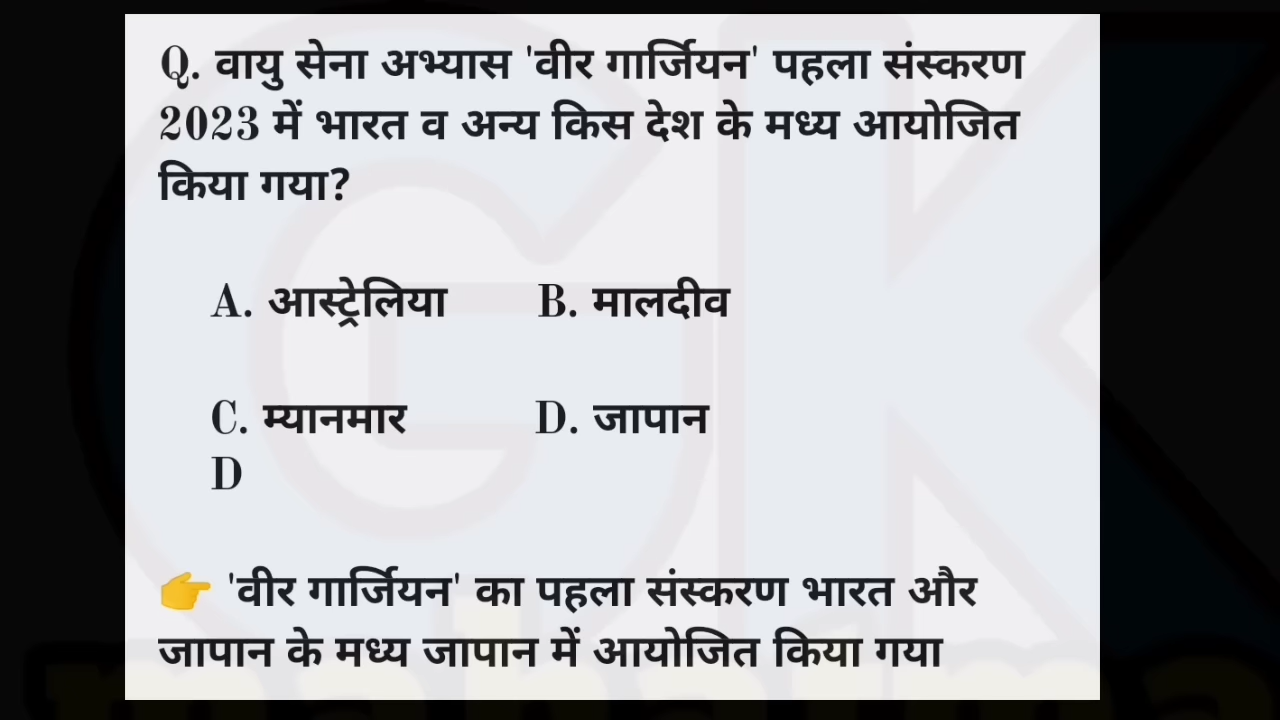 Q. वायु सेना अभ्यास 'वीर गार्जियन' पहला संस्करण
2023 में भारत व अन्य किस देश के मध्य आयोजित
किया गया?
A. आस्ट्रेलिया B. मालदीव
C. म्यानमार D. जापान
D
👉 'वीर गार्जियन' का पहला संस्करण भारत और
जापान के मध्य जापान में आयोजित किया गया
GK